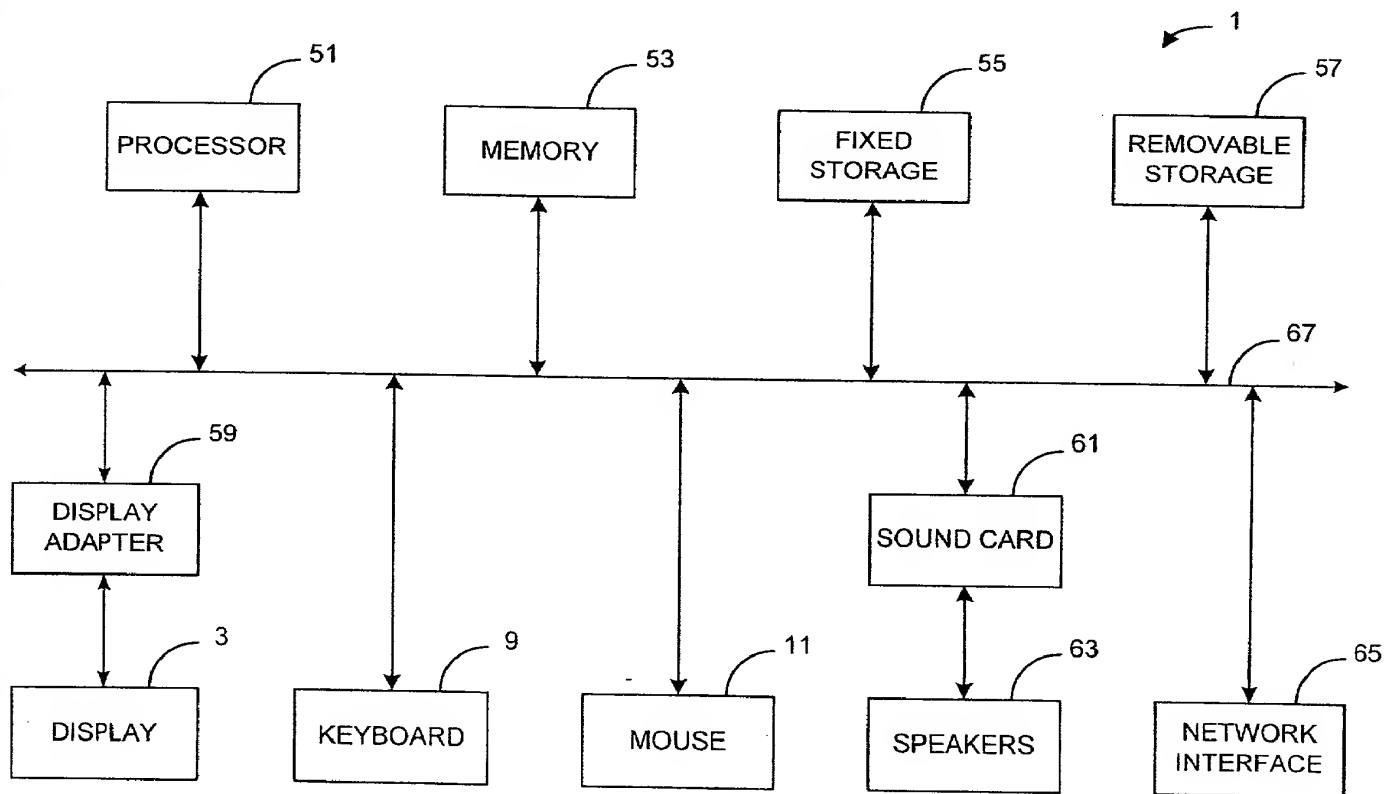 1
51
53
55
57
PROCESSOR
MEMORY
FIXED
STORAGE
REMOVABLE
STORAGE
67
59
61
DISPLAY
ADAPTER
SOUND CARD
3
9
11
63
65
DISPLAY
KEYBOARD
MOUSE
SPEAKERS
NETWORK
INTERFACE